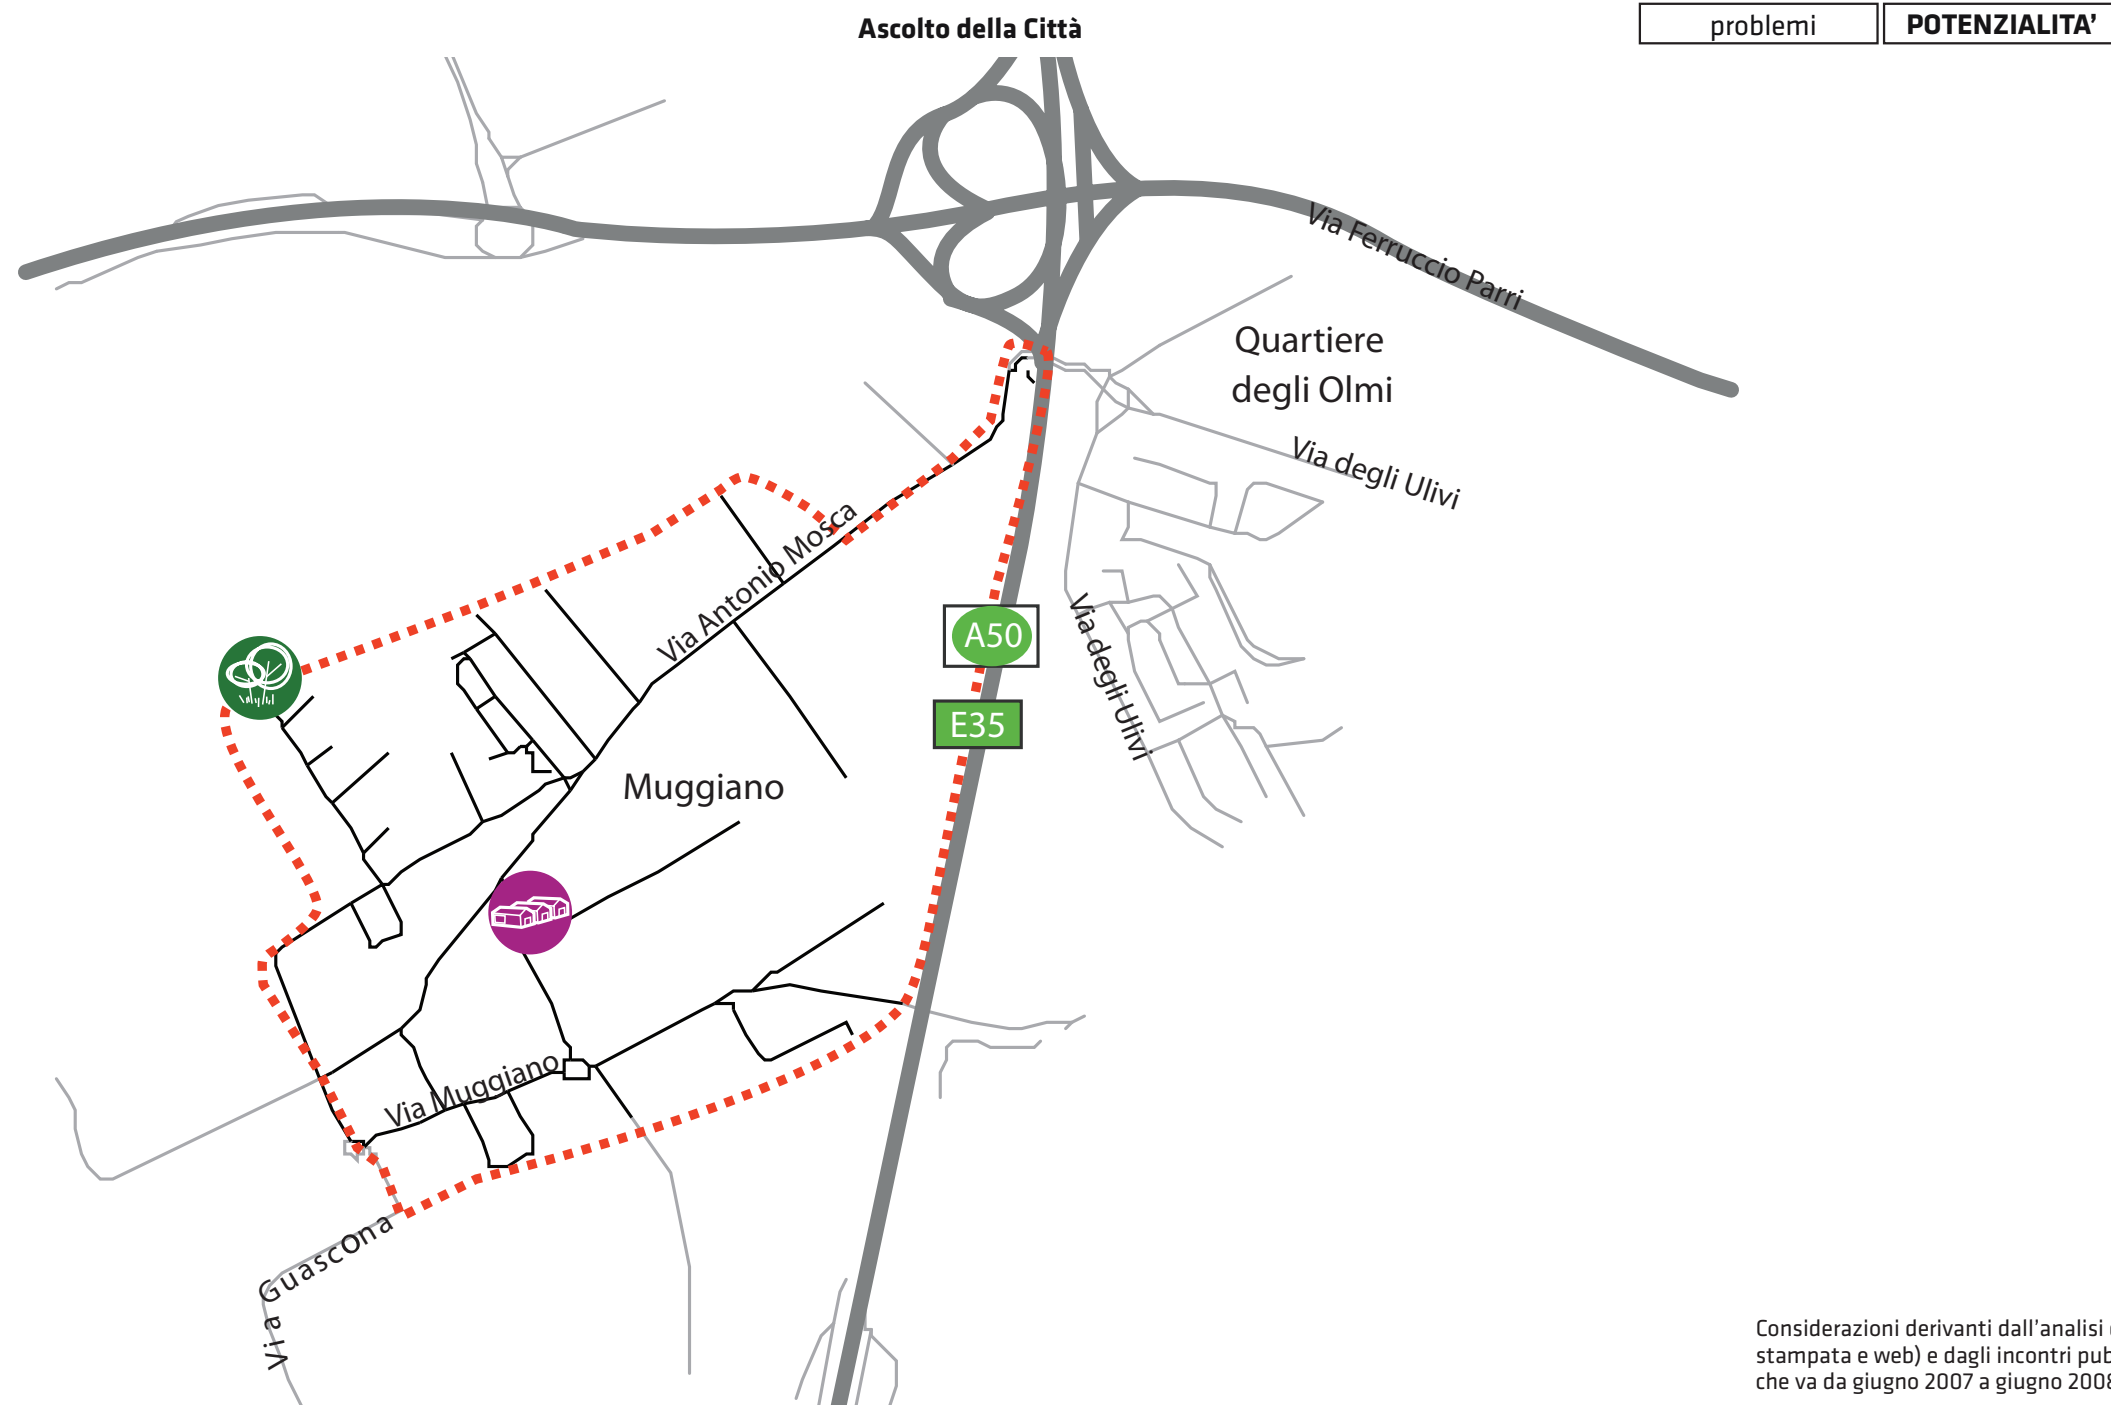 Ascolto della Città
problemi
POTENZIALITA’
Via Ferruccio Parri
Quartiere
degli Olmi
Via degli Ulivi
Via Antonio Mosca
A50
Via degli Ulivi
E35
Muggiano
Via Muggiano
Via Guascona
Considerazioni derivanti dall’analisi
stampata e web) e dagli incontri
che va da giugno 2007 a giugno 2008